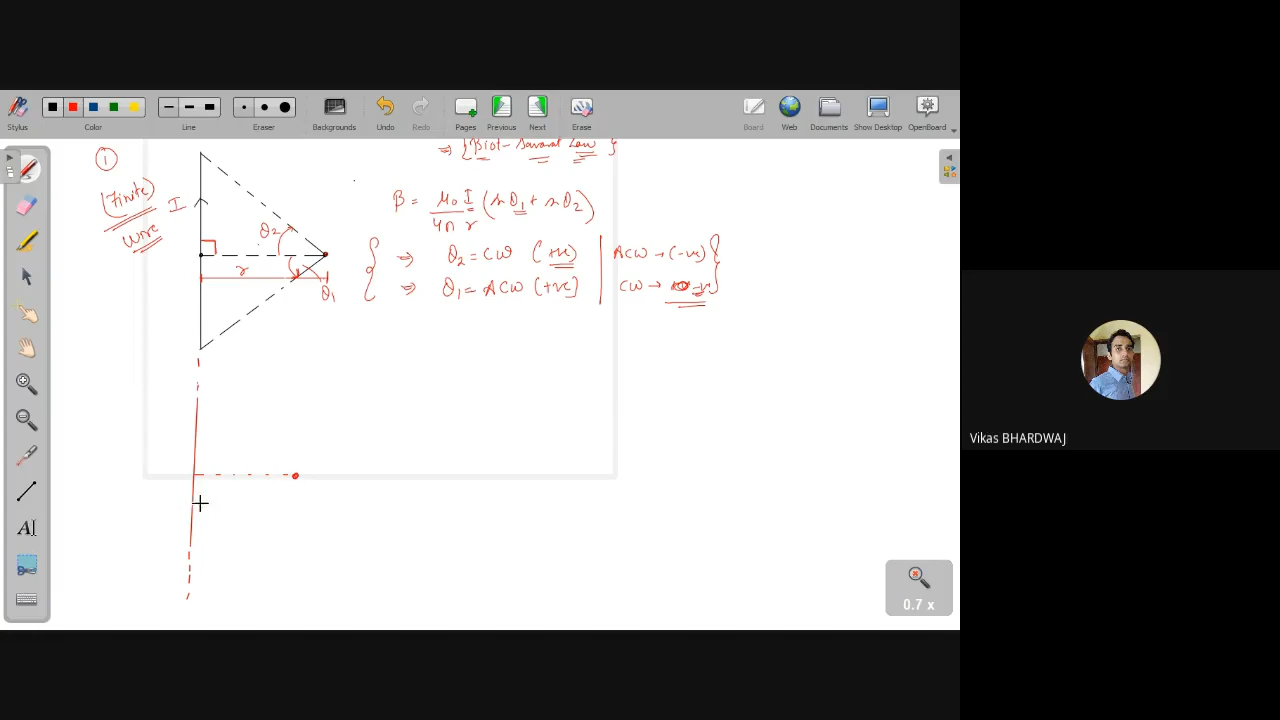 Stylus Color Line Eraser Backgrounds Undo Redo Pages Previous Next Erase Board Web Documents Show Desktop OpenBoard
⇒ {Biot-Savarat Law}
①
(Finite) wire
I
θ2
r
θ1
B = μ0 I / 4π r (sin θ1 + sin θ2)
⇒ θ2 = CW (+ve) | ACW → (-ve)
⇒ θ1 = ACW (+ve) | CW → -ve
A
0.7 x
Vikas BHARDWAJ